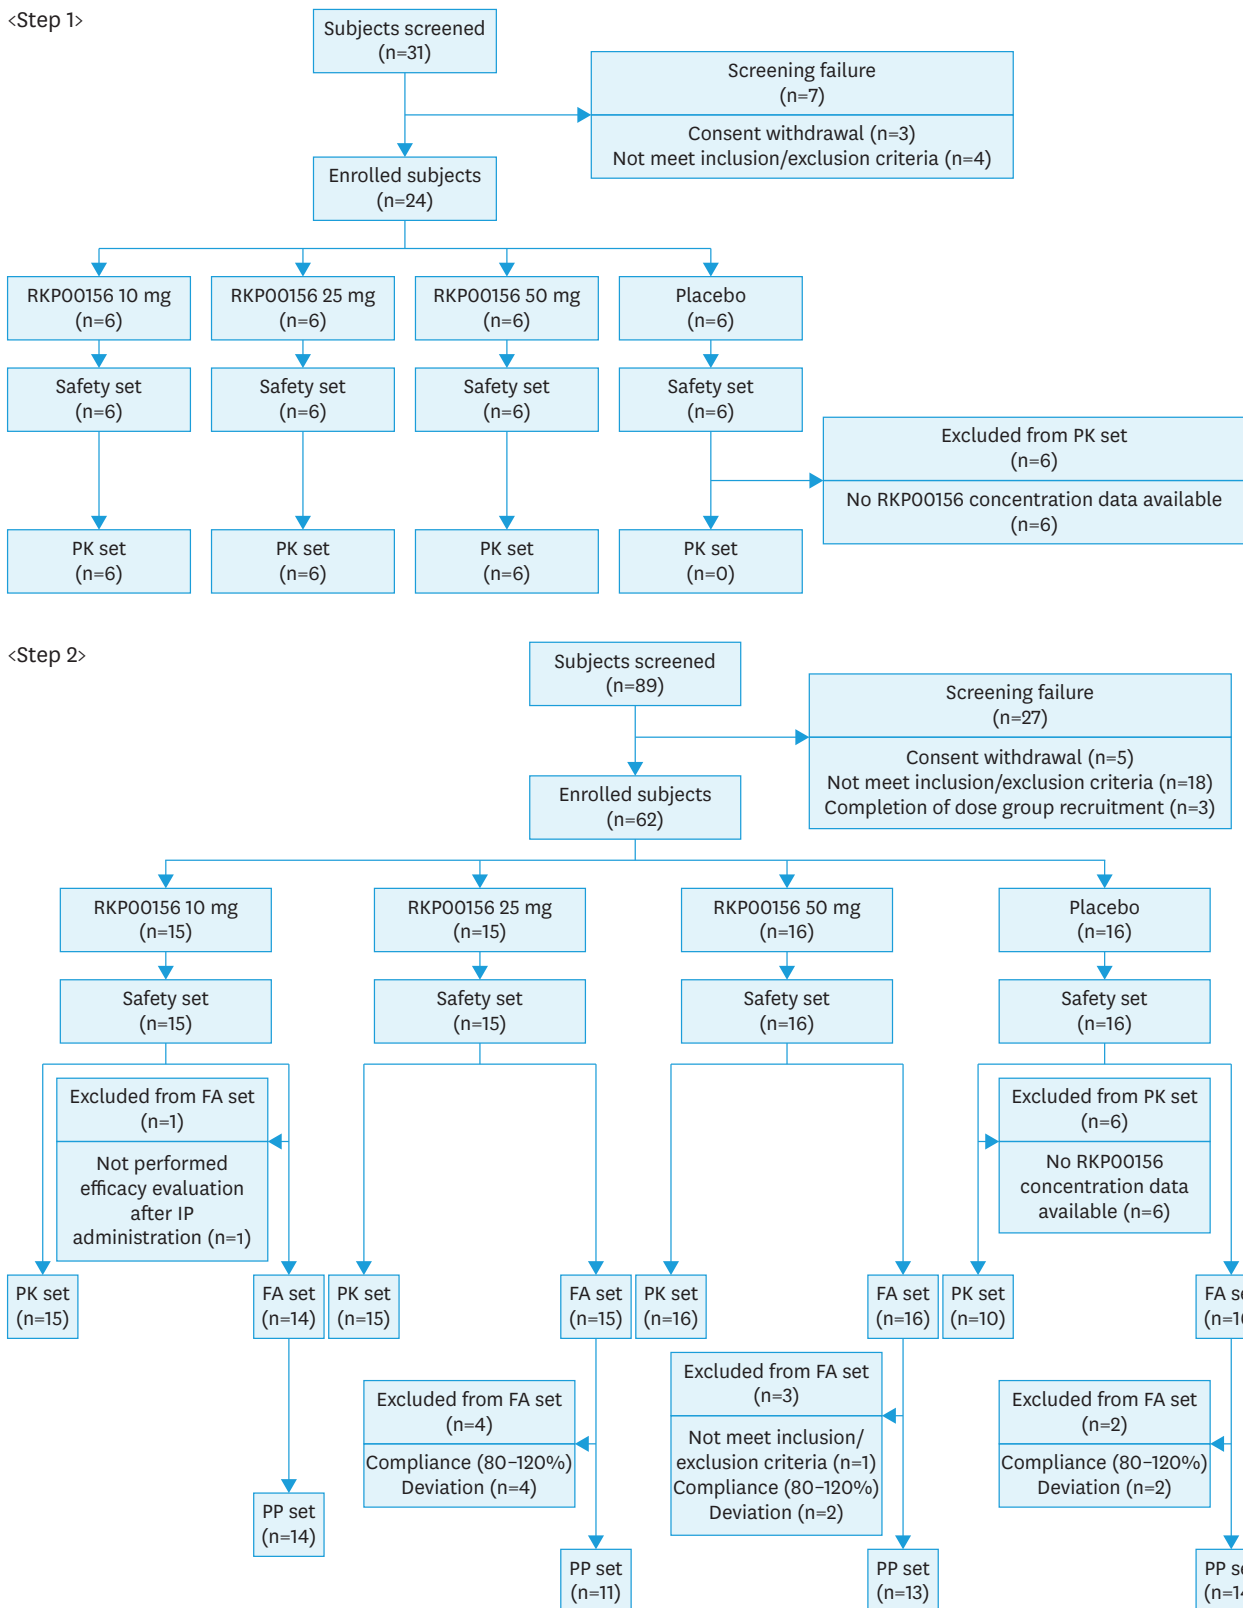 <Step 1>
Subjects screened
(n=31)
Screening failure
(n=7)
Consent withdrawal (n=3)
Not meet inclusion/exclusion criteria (n=4)
Enrolled subjects
(n=24)
RKP00156 10 mg
(n=6)
RKP00156 25 mg
(n=6)
RKP00156 50 mg
(n=6)
Placebo
(n=6)
Safety set
(n=6)
Safety set
(n=6)
Safety set
(n=6)
Safety set
(n=6)
Excluded from PK set
(n=6)
No RKP00156 concentration data available
(n=6)
PK set
(n=6)
PK set
(n=6)
PK set
(n=6)
PK set
(n=0)
<Step 2>
Subjects screened
(n=89)
Screening failure
(n=27)
Consent withdrawal (n=5)
Not meet inclusion/exclusion criteria (n=18)
Completion of dose group recruitment (n=3)
Enrolled subjects
(n=62)
RKP00156 10 mg
(n=15)
RKP00156 25 mg
(n=15)
RKP00156 50 mg
(n=16)
Placebo
(n=16)
Safety set
(n=15)
Safety set
(n=15)
Safety set
(n=16)
Safety set
(n=16)
Excluded from FA set
(n=1)
Not performed
efficacy evaluation
after IP
administration (n=1)
Excluded from PK set
(n=6)
No RKP00156
concentration data
available (n=6)
PK set
(n=15)
FA set
(n=14)
PK set
(n=15)
FA set
(n=15)
PK set
(n=16)
FA set
(n=16)
PK set
(n=10)
FA
Excluded from FA set
(n=4)
Compliance (80–120%)
Deviation (n=4)
Excluded from FA set
(n=3)
Not meet inclusion/
exclusion criteria (n=1)
Compliance (80–120%)
Deviation (n=2)
Excluded from FA set
(n=2)
Compliance (80–120%)
Deviation (n=2)
PP set
(n=14)
PP set
(n=11)
PP set
(n=13)
PP